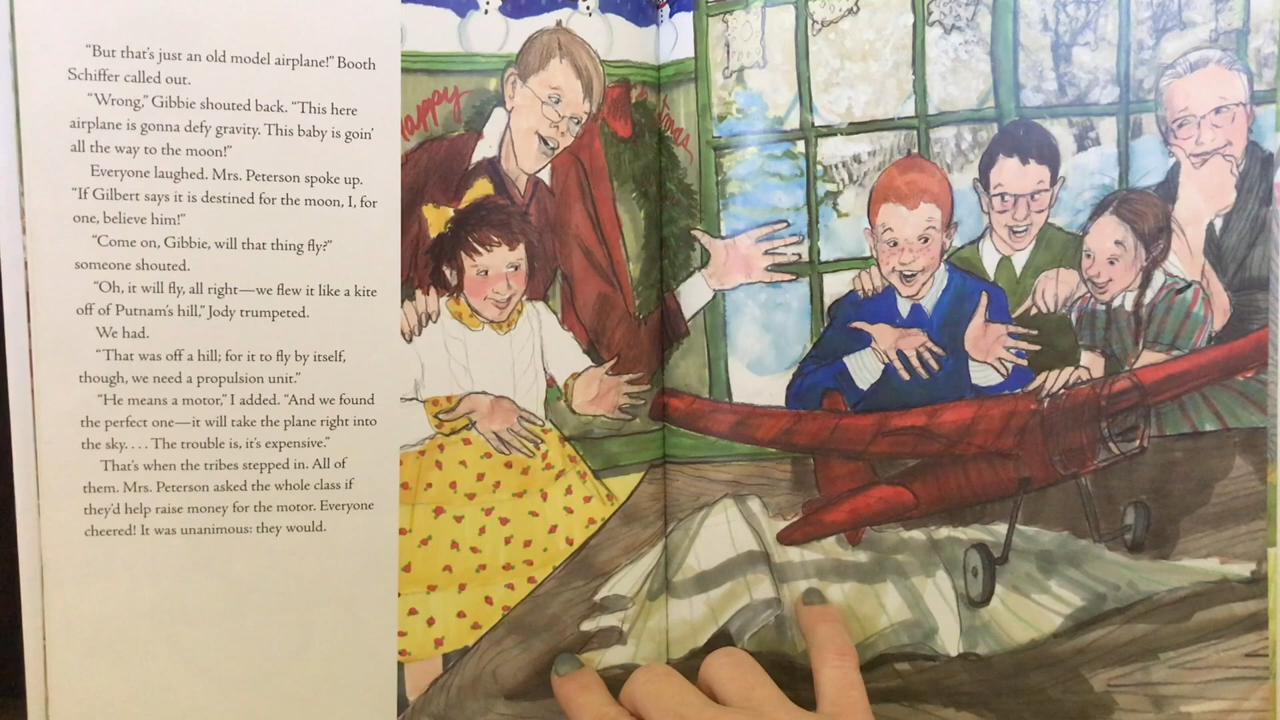 “But that’s just an old model airplane!” Booth
Schiffer called out.
“Wrong,” Gibbie shouted back. “This here
airplane is gonna defy gravity. This baby is goin’
all the way to the moon!”
Everyone laughed. Mrs. Peterson spoke up.
“If Gilbert says it is destined for the moon, I, for
one, believe him!”
“Come on, Gibbie, will that thing fly?”
someone shouted.
“Oh, it will fly, all right—we flew it like a kite
off of Putnam’s hill,” Jody trumpeted.
We had.
“That was off a hill; for it to fly by itself,
though, we need a propulsion unit.”
“He means a motor,” I added. “And we found
the perfect one—it will take the plane right into
the sky. . . . The trouble is, it’s expensive.”
That’s when the tribes stepped in. All of
them. Mrs. Peterson asked the whole class if
they’d help raise money for the motor. Everyone
cheered! It was unanimous: they would.
happy